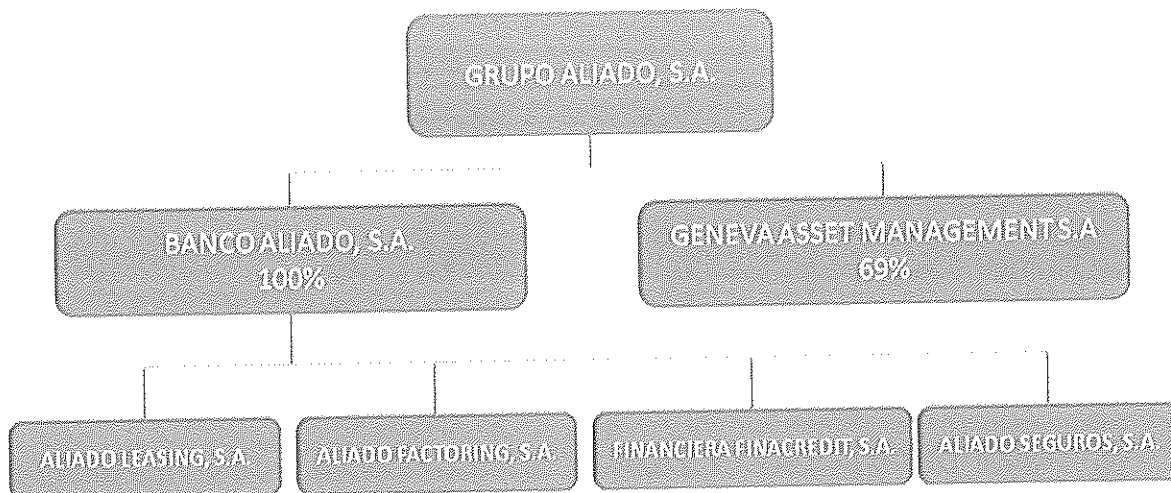 GRUPO ALIADO, S.A.
BANCO ALIADO, S.A.
100%
GENEVA ASSET MANAGEMENT S.A
69%
ALIADO LEASING, S.A.
ALIADO FACTORING, S.A.
FINANCIERA FINACREDIT, S.A.
ALIADO SEGUROS, S.A.